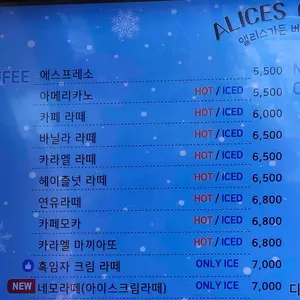 ALICES
앨리스가든 버
FFEE 에스프레소 5,500
아메리카노 HOT / ICED 5,500
카페 라떼 HOT / ICED 6,000
바닐라 라떼 HOT / ICED 6,500
카라멜 라떼 HOT / ICED 6,500
헤이즐넛 라떼 HOT / ICED 6,500
연유라떼 HOT / ICED 6,800
카페모카 HOT / ICED 6,800
카라멜 마끼아또 HOT / ICED 6,800
흑임자 크림 라떼 ONLY ICE 7,000
NEW 네모라떼(아이스크림라떼) ONLY ICE 7,000